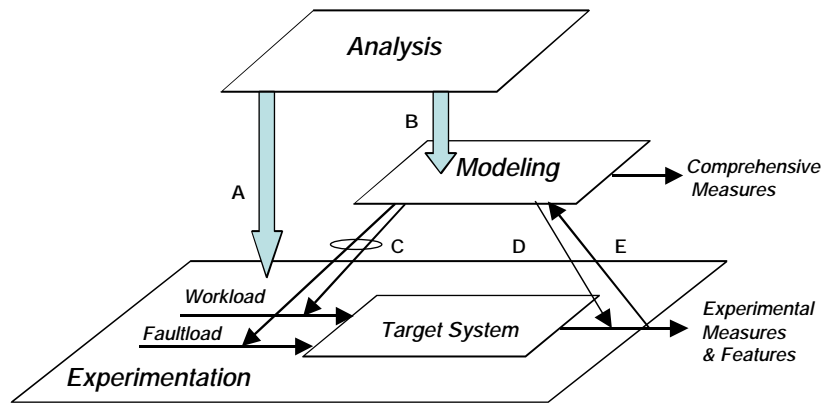 Analysis
B
Modeling
Comprehensive
Measures
A
C
D
E
Workload
Faultload
Target System
Experimental
Measures
& Features
Experimentation